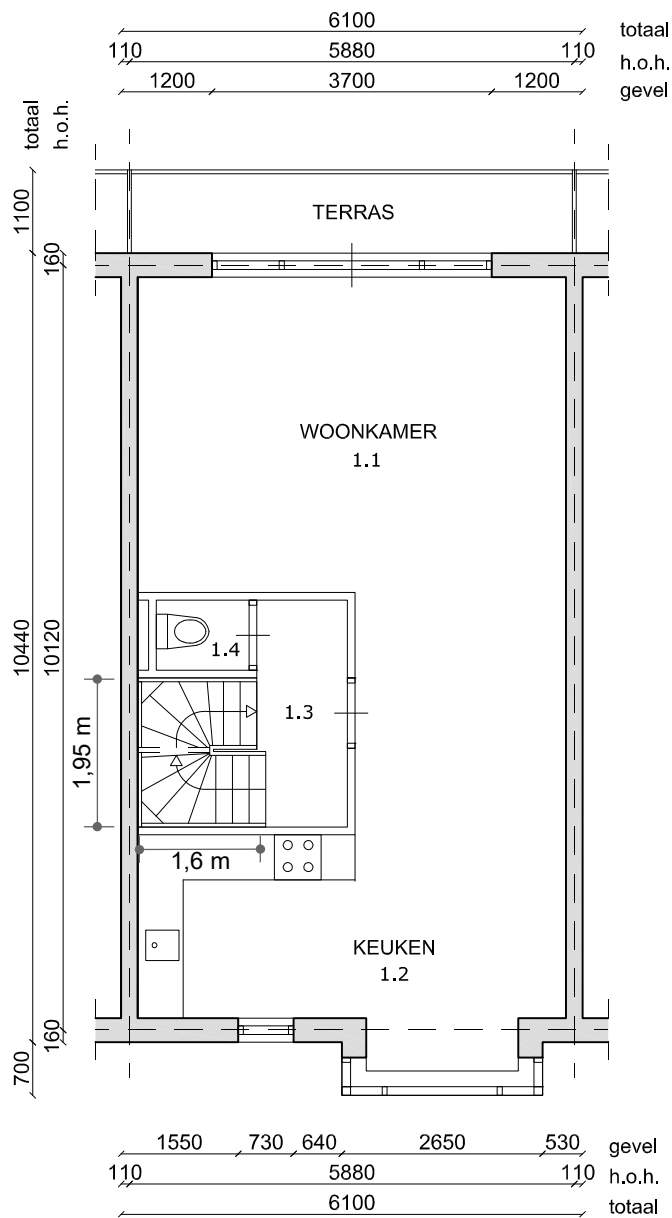 6100 totaal
110 5880 110 h.o.h.
1200 3700 1200 gevel
totaal
h.o.h.
1100
TERRAS
160
WOONKAMER
1.1
10440
10120
1.4
1.3
1,95 m
1,6 m
KEUKEN
1.2
160
700
1550 730 640 2650 530 gevel
110 5880 110 h.o.h.
6100 totaal